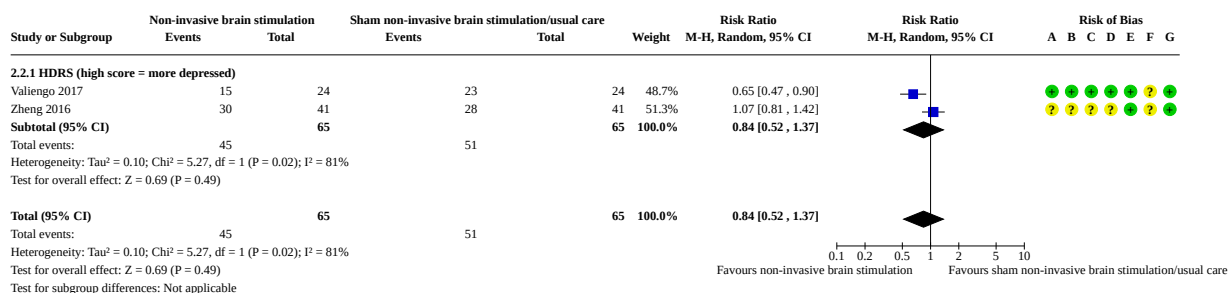 Non-invasive brain stimulation Sham non-invasive brain stimulation/usual care Risk Ratio Risk Ratio Risk of Bias
Study or Subgroup Events Total Events Total Weight M-H, Random, 95% CI M-H, Random, 95% CI A B C D E F G
2.2.1 HDRS (high score = more depressed)
Valiengo 2017 15 24 23 24 48.7% 0.65 [0.47 , 0.90] + + + + + ? +
Zheng 2016 30 41 28 41 51.3% 1.07 [0.81 , 1.42] ? ? ? ? + ? +
Subtotal (95% CI) 65 65 100.0% 0.84 [0.52 , 1.37]
Total events: 45 51
Heterogeneity: Tau² = 0.10; Chi² = 5.27, df = 1 (P = 0.02); I² = 81%
Test for overall effect: Z = 0.69 (P = 0.49)
Total (95% CI) 65 65 100.0% 0.84 [0.52 , 1.37]
Total events: 45 51
Heterogeneity: Tau² = 0.10; Chi² = 5.27, df = 1 (P = 0.02); I² = 81%
0.1 0.2 0.5 1 2 5 10
Test for overall effect: Z = 0.69 (P = 0.49) Favours non-invasive brain stimulation Favours sham non-invasive brain stimulation/usual care
Test for subgroup differences: Not applicable